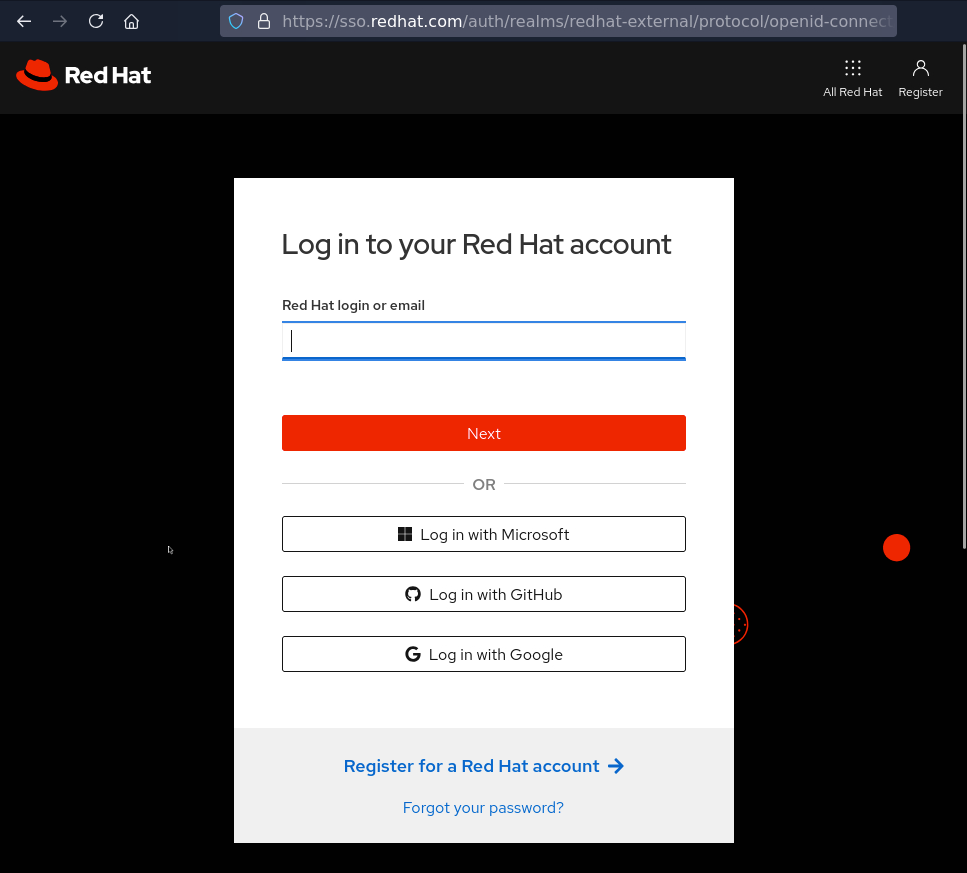 https://sso.redhat.com/auth/realms/redhat-external/protocol/openid-connect
Red Hat
All Red Hat
Register
Log in to your Red Hat account
Red Hat login or email
Next
OR
Log in with Microsoft
Log in with GitHub
Log in with Google
Register for a Red Hat account
Forgot your password?